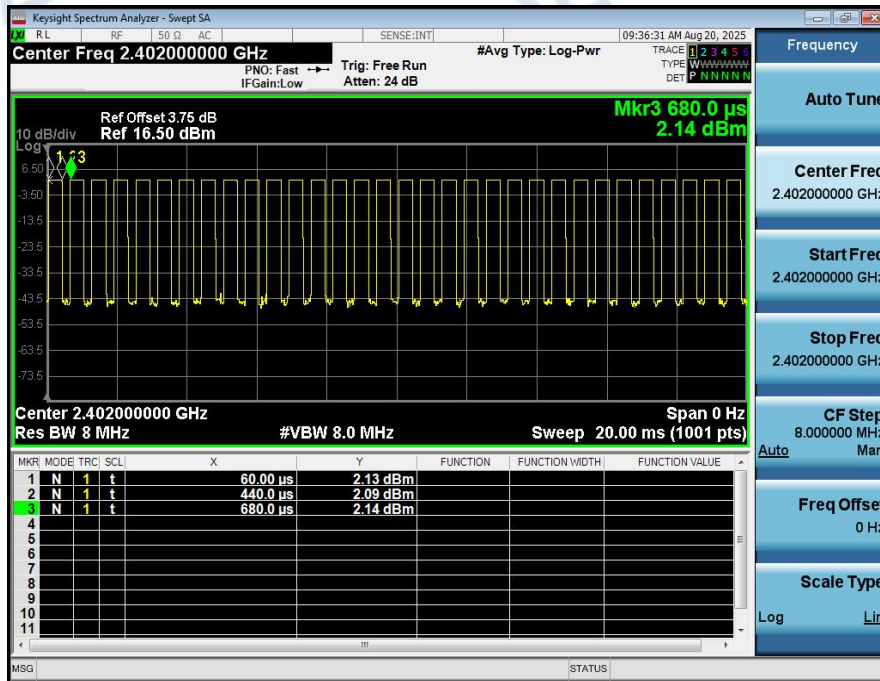 Keysight Spectrum Analyzer - Swept SA
LXI RL RF 50 Ω AC SENSE:INT 09:36:31 AM Aug 20, 2025
Center Freq 2.402000000 GHz
PNO: Fast
IFGain:Low
Trig: Free Run
Atten: 24 dB
#Avg Type: Log-Pwr
TRACE 1 2 3 4 5 6
TYPE WWWWWW
DET P N N N N N
Mkr3 680.0 µs
2.14 dBm
Ref Offset 3.75 dB
10 dB/div Ref 16.50 dBm
Log
1 2 3
6.50
-3.50
-13.5
-23.5
-33.5
-43.5
-53.5
-63.5
-73.5
Center 2.402000000 GHz Span 0 Hz
Res BW 8 MHz #VBW 8.0 MHz Sweep 20.00 ms (1001 pts)
MKR MODE TRC SCL X Y FUNCTION FUNCTION WIDTH FUNCTION VALUE
1 N 1 t 60.00 µs 2.13 dBm
2 N 1 t 440.0 µs 2.09 dBm
3 N 1 t 680.0 µs 2.14 dBm
4
5
6
7
8
9
10
11
MSG STATUS
Frequency
Auto Tune
Center Freq
2.402000000 GHz
Start Freq
2.402000000 GHz
Stop Freq
2.402000000 GHz
CF Step
8.000000 MHz
Auto Man
Freq Offset
0 Hz
Scale Type
Log Lin